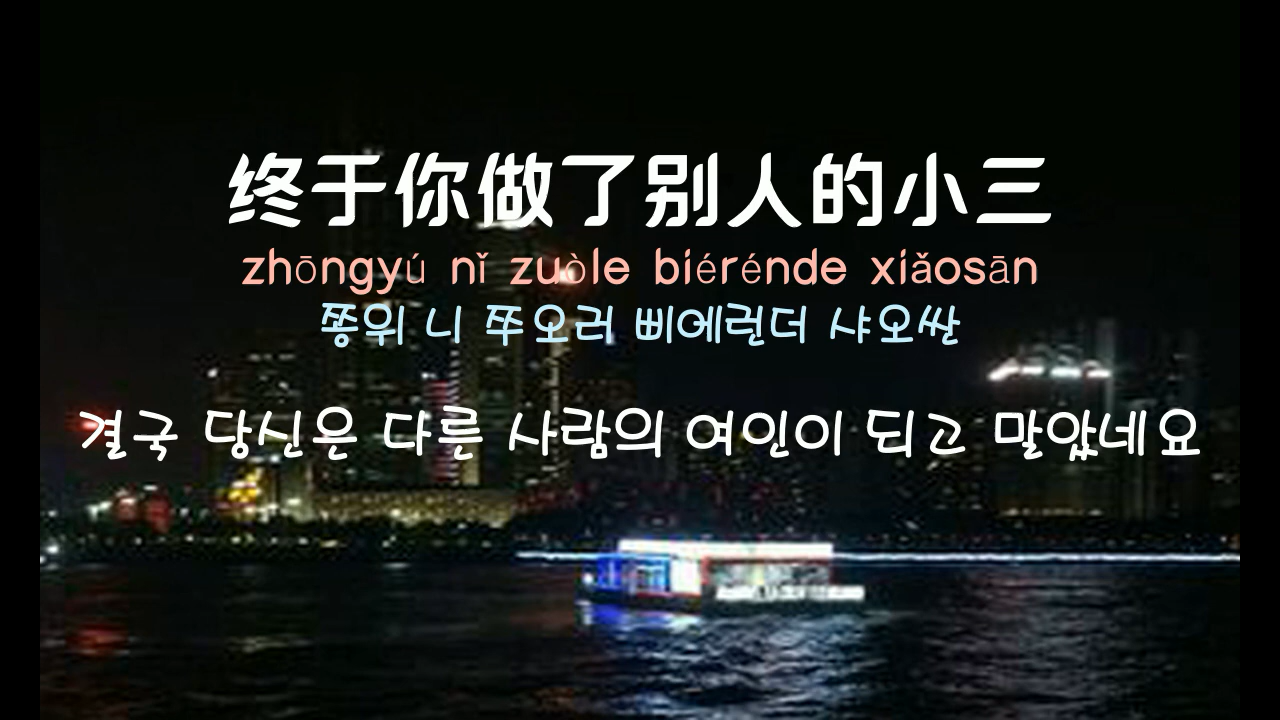 终于你做了别人的小三
zhōngyú nǐ zuòle biérénde xiǎosān
쫑위 니 쭈오러 삐에런더 샤오싼
결국 당신은 다른 사람의 여인이 되고 말았네요